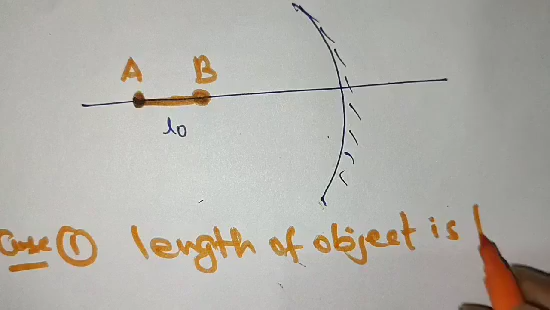 A B
l0
Case ① length of object is